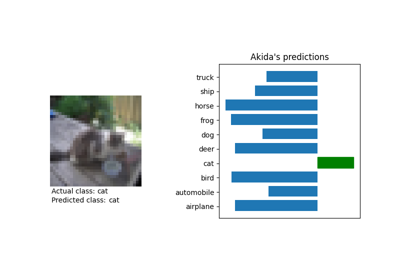 Akida's predictions
truck
ship
horse
frog
dog
deer
cat
bird
automobile
airplane
Actual class: cat
Predicted class: cat